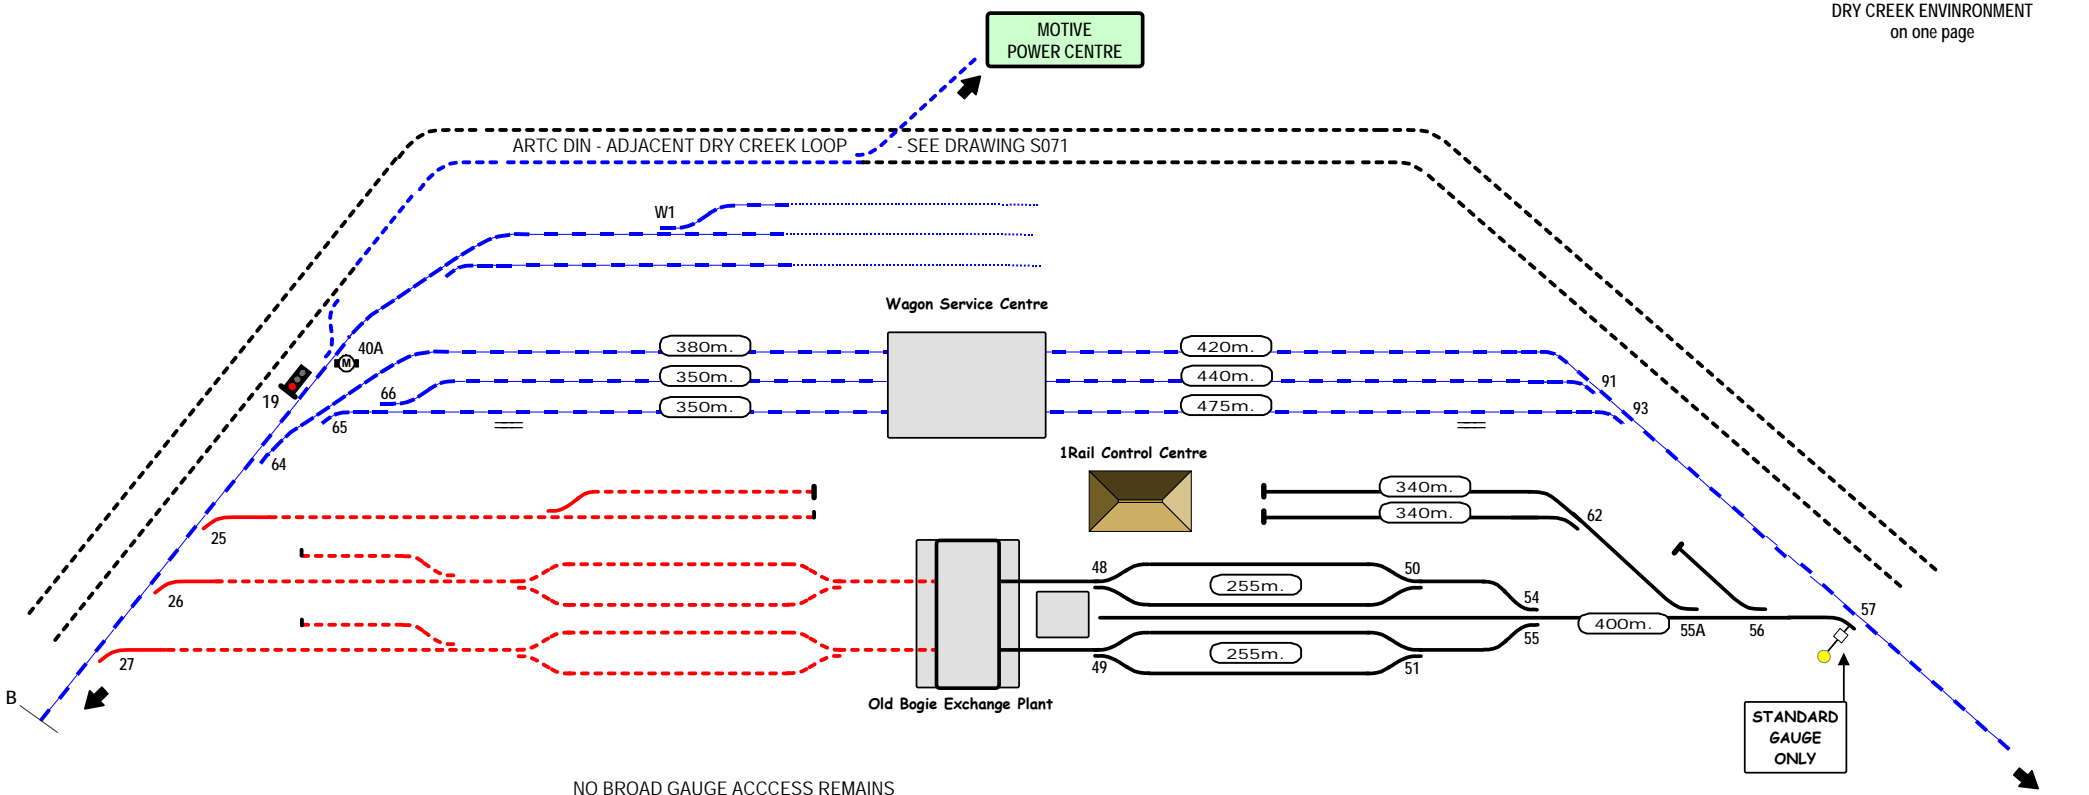 DRY CREEK ENVINRONMENT
on one page
MOTIVE
POWER CENTRE
ARTC DIN - ADJACENT DRY CREEK LOOP - SEE DRAWING S071
W1
Wagon Service Centre
40A
M
19
380m.
420m.
350m.
440m.
350m.
475m.
66
65
64
91
93
1Rail Control Centre
340m.
340m.
62
25
26
27
48
50
255m.
54
400m.
55A
56
57
55
49
51
255m.
Old Bogie Exchange Plant
B
STANDARD
GAUGE
ONLY
NO BROAD GAUGE ACCCESS REMAINS